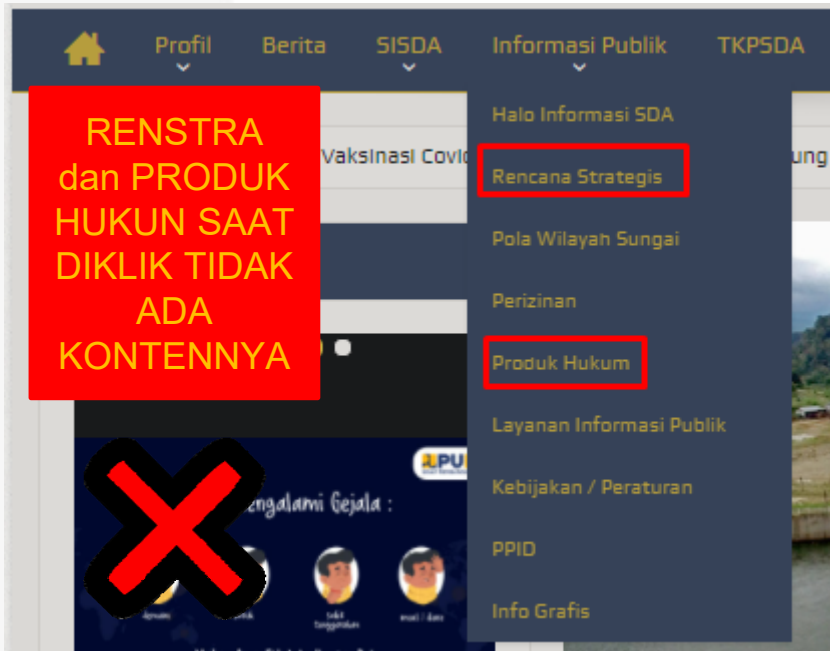 Profil Berita SISDA Informasi Publik TKPSDA
RENSTRA
dan PRODUK
HUKUN SAAT
DIKLIK TIDAK
ADA
KONTENNYA
Vaksinasi Covid
ung
Halo Informasi SDA
Rencana Strategis
Pola Wilayah Sungai
Perizinan
Produk Hukum
Layanan Informasi Publik
Kebijakan / Peraturan
PPID
Info Grafis
PU
engalami Gejala :